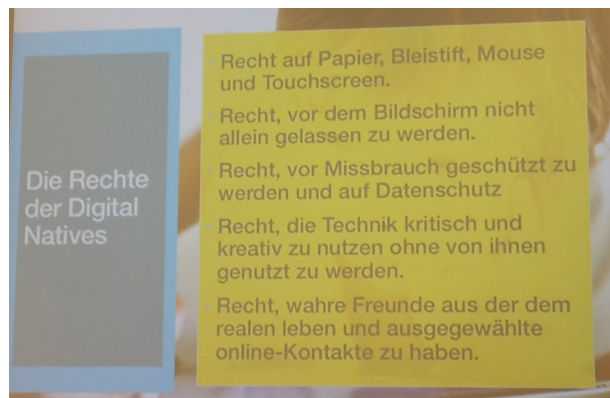 Die Rechte
der Digital
Natives
· Recht auf Papier, Bleistift, Mouse
und Touchscreen.
· Recht, vor dem Bildschirm nicht
allein gelassen zu werden.
· Recht, vor Missbrauch geschützt zu
werden und auf Datenschutz
· Recht, die Technik kritisch und
kreativ zu nutzen ohne von ihnen
genutzt zu werden.
· Recht, wahre Freunde aus der dem
realen leben und ausgegewählte
online-Kontakte zu haben.